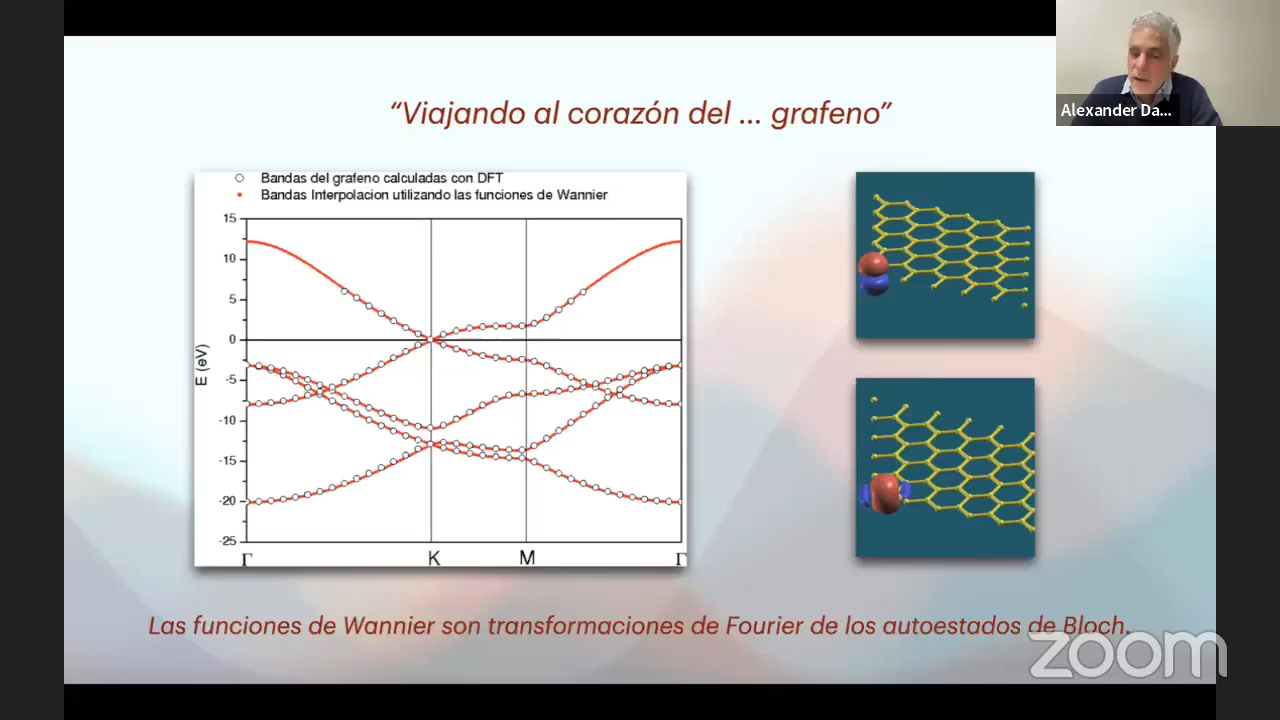 “Viajando al corazón del ... grafeno”
Alexander Da...
Bandas del grafeno calculadas con DFT
Bandas Interpolacion utilizando las funciones de Wannier
15
10
5
0
-5
-10
-15
-20
-25
E (eV)
Γ K M Γ
Las funciones de Wannier son transformaciones de Fourier de los autoestados de Bloch.
zoom